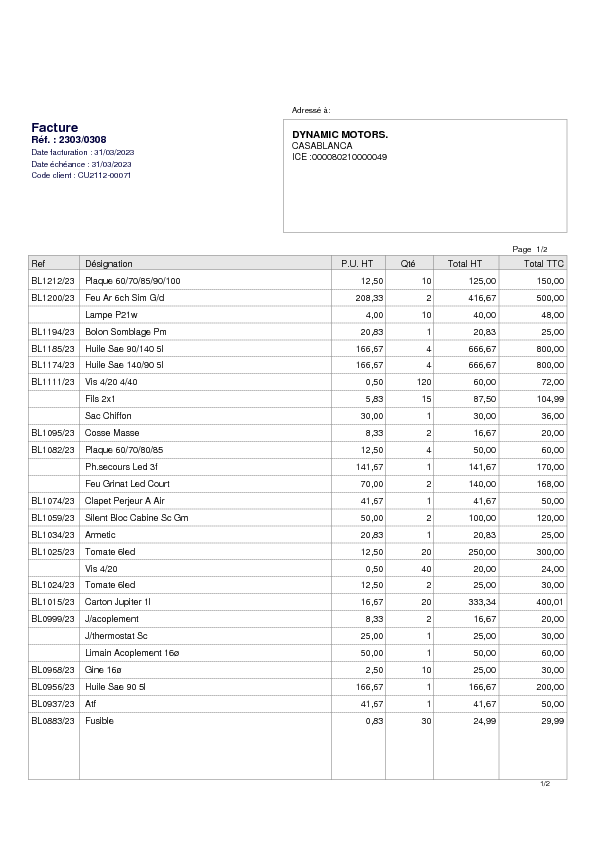 Adressé à:
Facture
Réf. : 2303/0308
Date facturation : 31/03/2023
Date échéance : 31/03/2023
Code client : CU2112-00071
DYNAMIC MOTORS.
CASABLANCA
ICE :000080210000049
Page 1/2
Ref Désignation P.U. HT Qté Total HT Total TTC
BL1212/23 Plaque 60/70/85/90/100 12,50 10 125,00 150,00
BL1200/23 Feu Ar 6ch Sim G/d 208,33 2 416,67 500,00
Lampe P21w 4,00 10 40,00 48,00
BL1194/23 Bolon Somblage Pm 20,83 1 20,83 25,00
BL1185/23 Huile Sae 90/140 5l 166,67 4 666,67 800,00
BL1174/23 Huile Sae 140/90 5l 166,67 4 666,67 800,00
BL1111/23 Vis 4/20 4/40 0,50 120 60,00 72,00
Fils 2x1 5,83 15 87,50 104,99
Sac Chiffon 30,00 1 30,00 36,00
BL1095/23 Cosse Masse 8,33 2 16,67 20,00
BL1082/23 Plaque 60/70/80/85 12,50 4 50,00 60,00
Ph.secours Led 3f 141,67 1 141,67 170,00
Feu Grinat Led Court 70,00 2 140,00 168,00
BL1074/23 Clapet Perjeur A Air 41,67 1 41,67 50,00
BL1059/23 Silent Bloc Cabine Sc Gm 50,00 2 100,00 120,00
BL1034/23 Armetic 20,83 1 20,83 25,00
BL1025/23 Tomate 6led 12,50 20 250,00 300,00
Vis 4/20 0,50 40 20,00 24,00
BL1024/23 Tomate 6led 12,50 2 25,00 30,00
BL1015/23 Carton Jupiter 1l 16,67 20 333,34 400,01
BL0999/23 J/acoplement 8,33 2 16,67 20,00
J/thermostat Sc 25,00 1 25,00 30,00
Limain Acoplement 16ø 50,00 1 50,00 60,00
BL0968/23 Gine 16ø 2,50 10 25,00 30,00
BL0956/23 Huile Sae 90 5l 166,67 1 166,67 200,00
BL0937/23 Atf 41,67 1 41,67 50,00
BL0883/23 Fusible 0,83 30 24,99 29,99
1/2